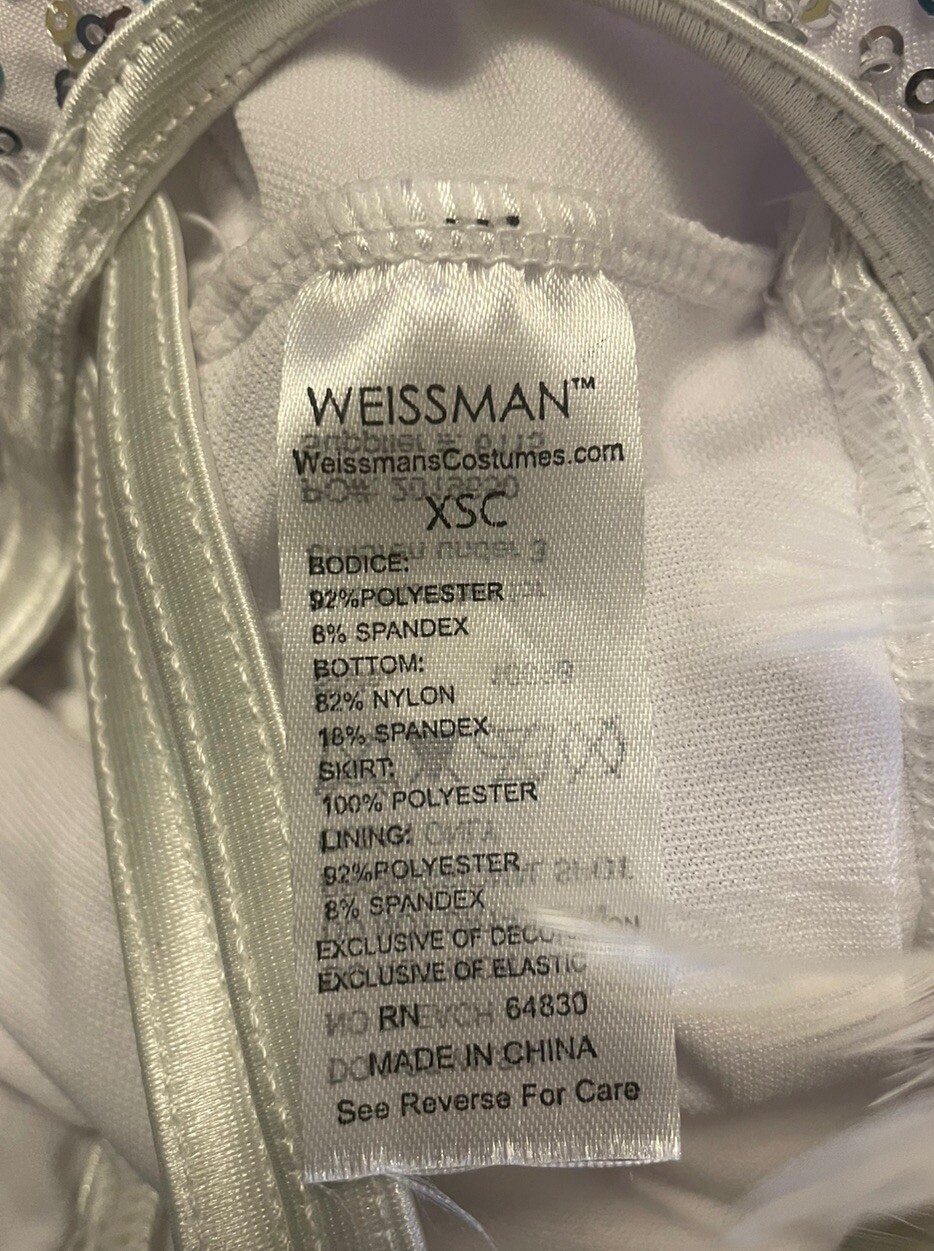 WEISSMAN™
WeissmansCostumes.com
XSC
BODICE:
92%POLYESTER
8% SPANDEX
BOTTOM:
82% NYLON
18% SPANDEX
SKIRT:
100% POLYESTER
LINING:
92%POLYESTER
8% SPANDEX
EXCLUSIVE OF DECORATION
EXCLUSIVE OF ELASTIC
RN 64830
MADE IN CHINA
See Reverse For Care